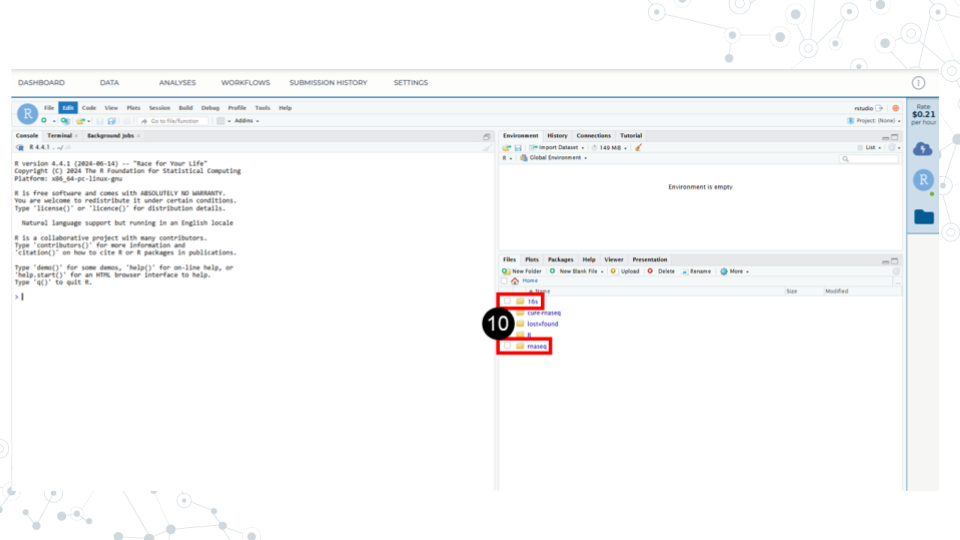 DASHBOARD DATA ANALYSES WORKFLOWS SUBMISSION HISTORY SETTINGS
R File Edit Code View Plots Session Build Debug Profile Tools Help rstudio
Go to file/function Addins Project: (None)
Rate
$0.21
per hour
R
Console Terminal Background Jobs
R 4.4.1 . ~/
R version 4.4.1 (2024-06-14) -- "Race for Your Life"
Copyright (C) 2024 The R Foundation for Statistical Computing
Platform: x86_64-pc-linux-gnu
R is free software and comes with ABSOLUTELY NO WARRANTY.
You are welcome to redistribute it under certain conditions.
Type 'license()' or 'licence()' for distribution details.
Natural language support but running in an English locale
R is a collaborative project with many contributors.
Type 'contributors()' for more information and
'citation()' on how to cite R or R packages in publications.
Type 'demo()' for some demos, 'help()' for on-line help, or
'help.start()' for an HTML browser interface to help.
Type 'q()' to quit R.
>
Environment History Connections Tutorial
Import Dataset 149 MiB List
R Global Environment
Environment is empty
Files Plots Packages Help Viewer Presentation
New Folder New Blank File Upload Delete Rename More
Home
Name Size Modified
16s
cure-rnaseq
10
lost+found
R
rnaseq